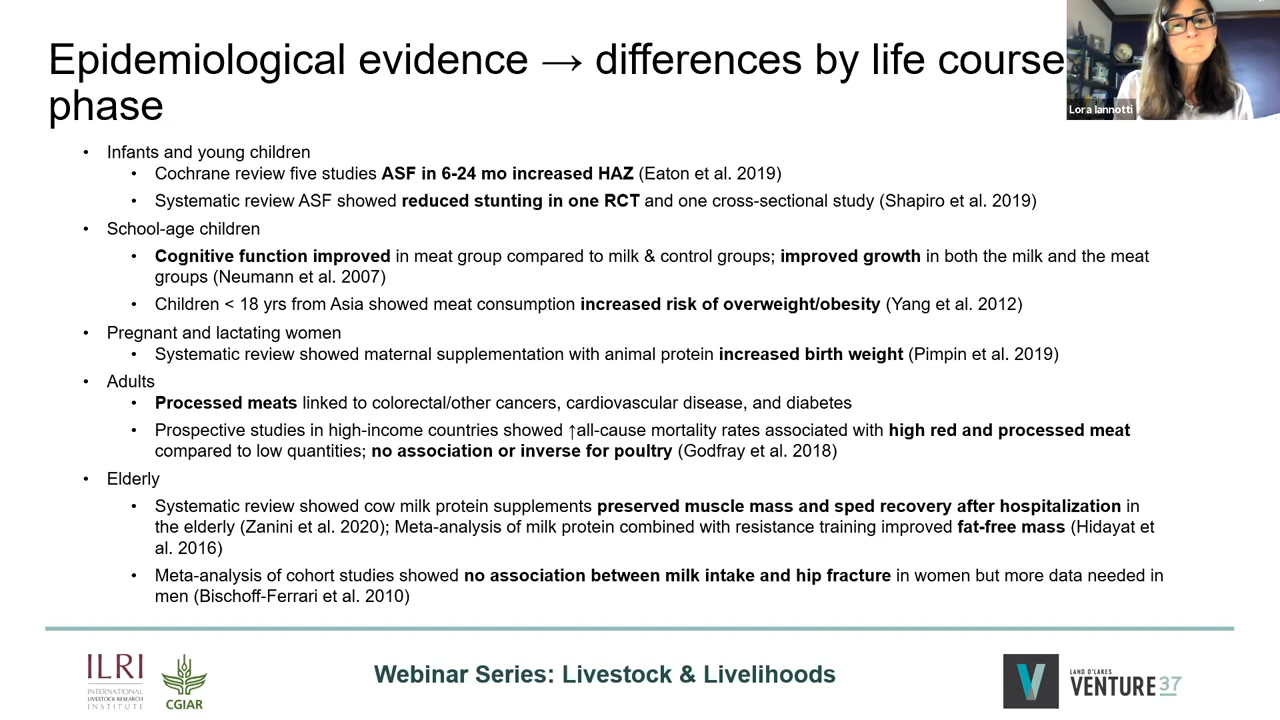 Epidemiological evidence → differences by life course
phase
Lora Iannotti
• Infants and young children
• Cochrane review five studies ASF in 6-24 mo increased HAZ (Eaton et al. 2019)
• Systematic review ASF showed reduced stunting in one RCT and one cross-sectional study (Shapiro et al. 2019)
• School-age children
• Cognitive function improved in meat group compared to milk & control groups; improved growth in both the milk and the meat
groups (Neumann et al. 2007)
• Children < 18 yrs from Asia showed meat consumption increased risk of overweight/obesity (Yang et al. 2012)
• Pregnant and lactating women
• Systematic review showed maternal supplementation with animal protein increased birth weight (Pimpin et al. 2019)
• Adults
• Processed meats linked to colorectal/other cancers, cardiovascular disease, and diabetes
• Prospective studies in high-income countries showed ↑all-cause mortality rates associated with high red and processed meat
compared to low quantities; no association or inverse for poultry (Godfray et al. 2018)
• Elderly
• Systematic review showed cow milk protein supplements preserved muscle mass and sped recovery after hospitalization in
the elderly (Zanini et al. 2020); Meta-analysis of milk protein combined with resistance training improved fat-free mass (Hidayat et
al. 2016)
• Meta-analysis of cohort studies showed no association between milk intake and hip fracture in women but more data needed in
men (Bischoff-Ferrari et al. 2010)
ILRI
INTERNATIONAL
LIVESTOCK RESEARCH
INSTITUTE
CGIAR
Webinar Series: Livestock & Livelihoods
LAND O'LAKES
VENTURE 37